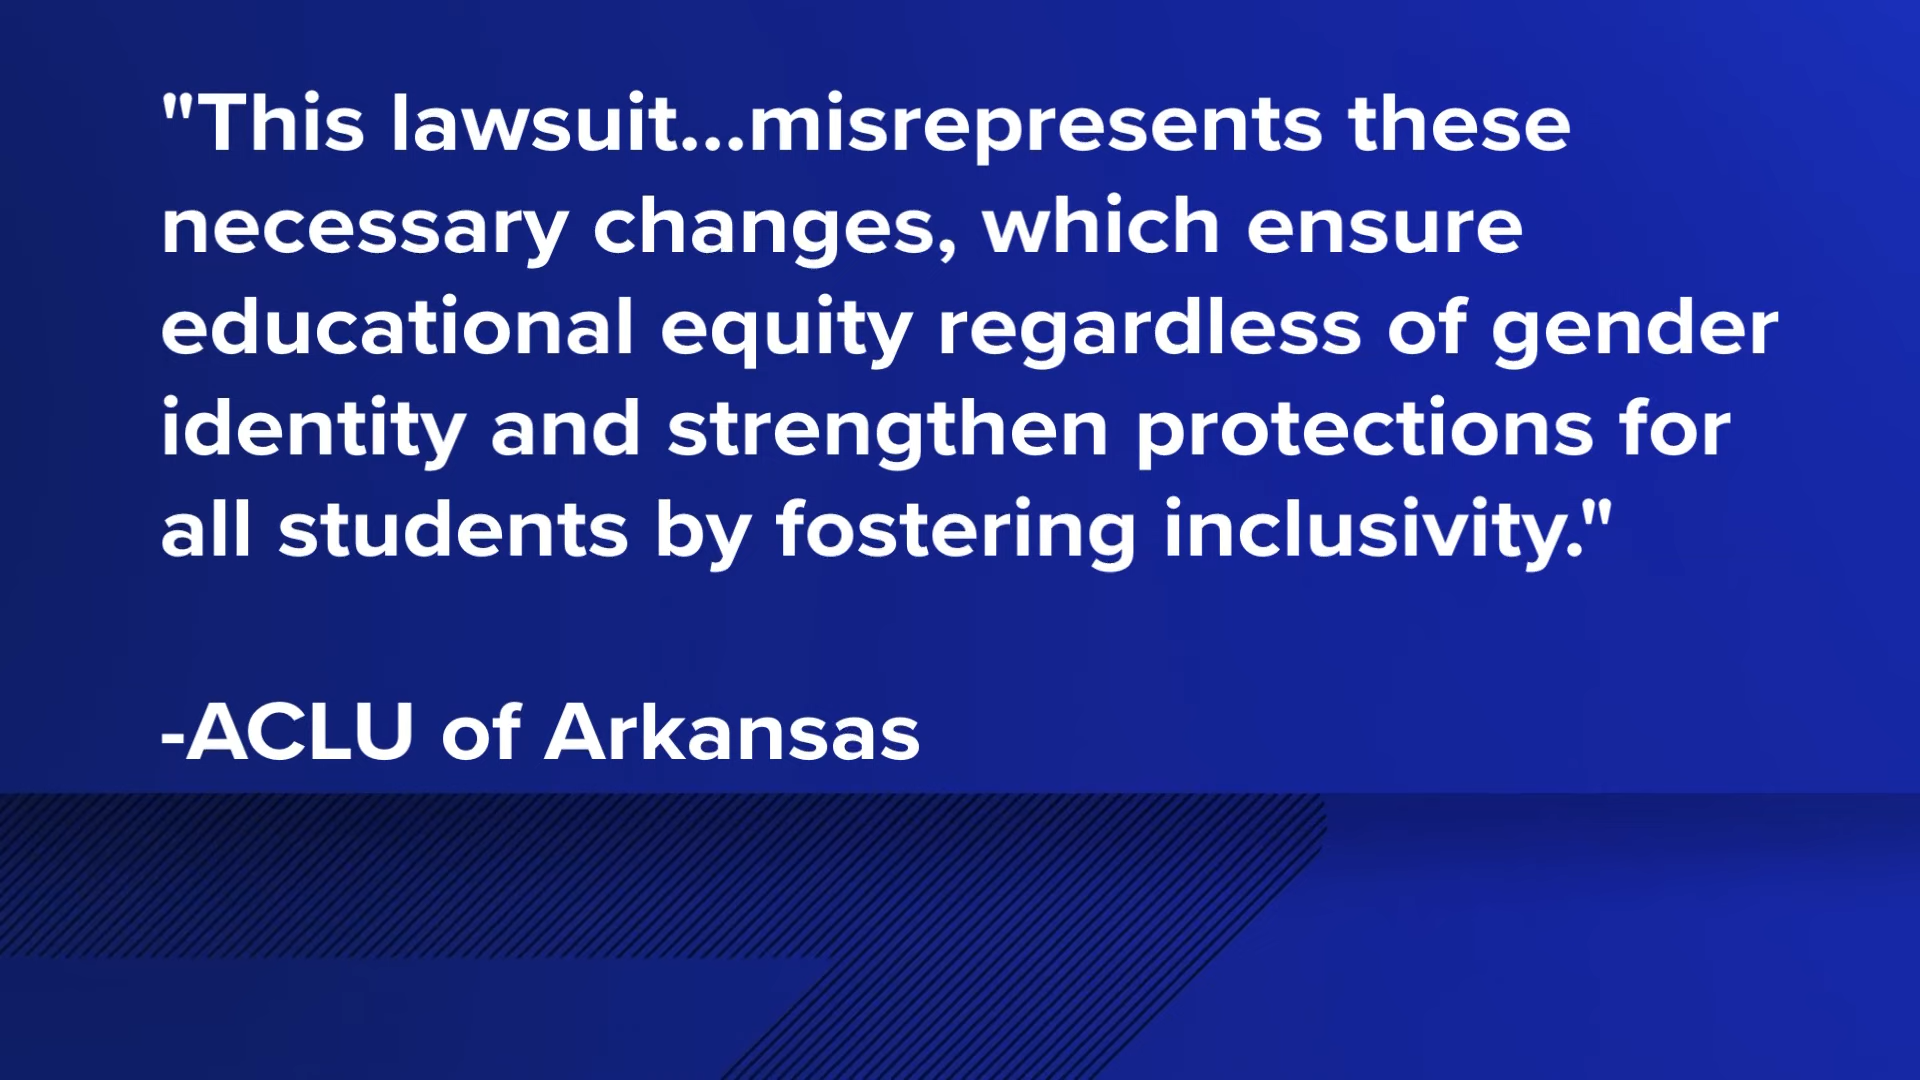 "This lawsuit...misrepresents these
necessary changes, which ensure
educational equity regardless of gender
identity and strengthen protections for
all students by fostering inclusivity."
-ACLU of Arkansas